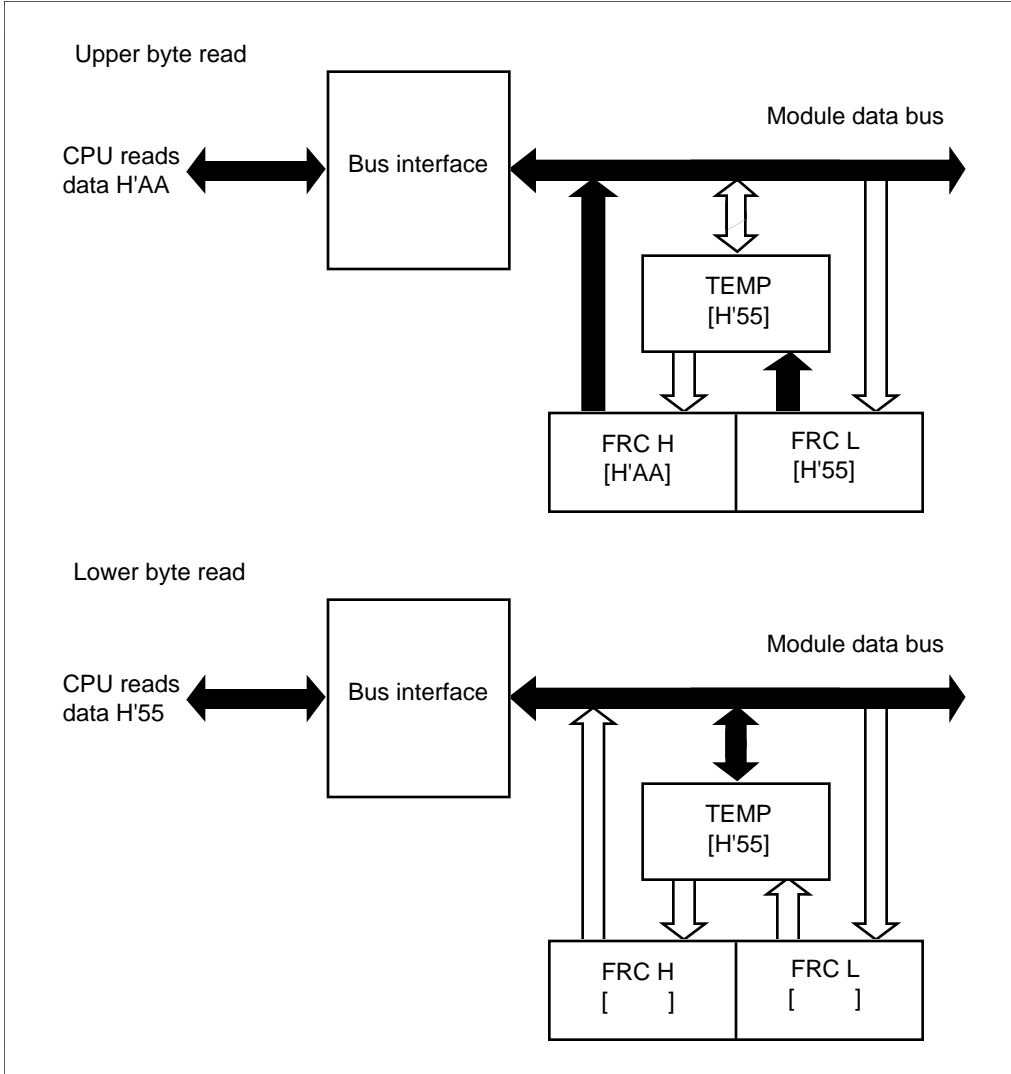 Upper byte read
Module data bus
CPU reads
data H'AA
Bus interface
TEMP
[H'55]
FRC H
[H'AA]
FRC L
[H'55]
Lower byte read
Module data bus
CPU reads
data H'55
Bus interface
TEMP
[H'55]
FRC H
[ ]
FRC L
[ ]